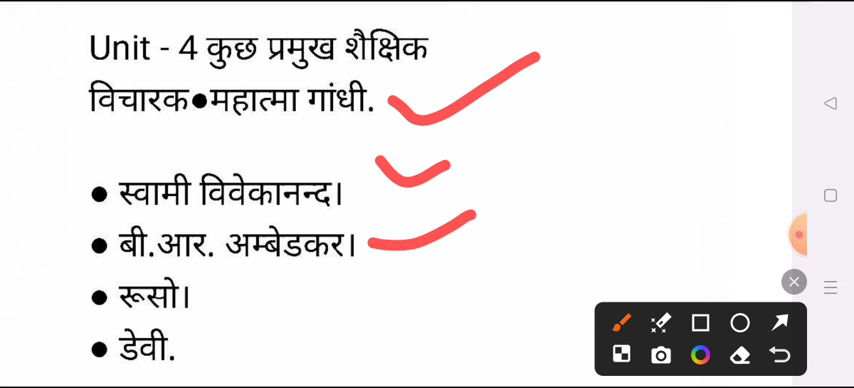 Unit - 4 कुछ प्रमुख शैक्षिक
विचारक●महात्मा गांधी.
● स्वामी विवेकानन्द।
● बी.आर. अम्बेडकर।
● रूसो।
● डेवी.